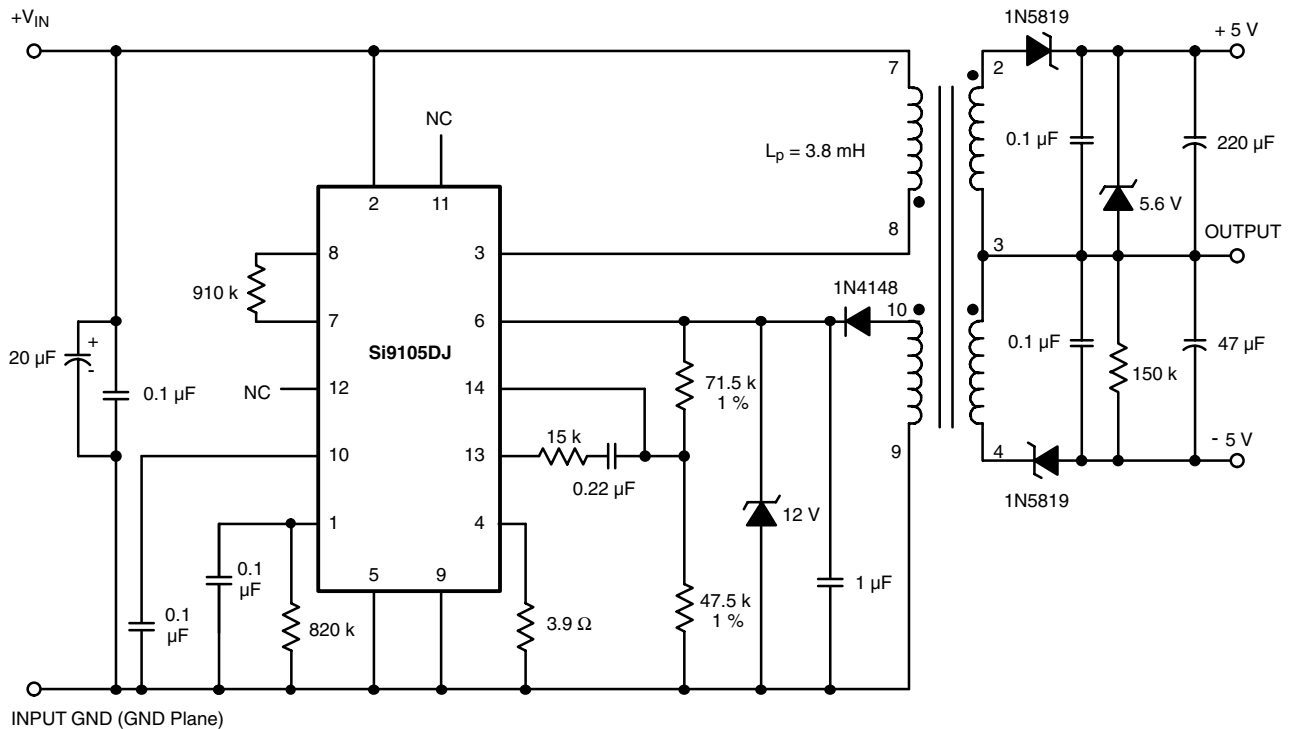 +VIN
1N5819
+ 5 V
7
2
NC
0.1 µF
220 µF
Lp = 3.8 mH
2
11
5.6 V
8
3
8
3
OUTPUT
910 k
1N4148
10
7
6
Si9105DJ
20 µF
+
-
0.1 µF
NC
12
14
71.5 k
1 %
0.1 µF
47 µF
150 k
15 k
10
13
0.22 µF
9
4
- 5 V
1N5819
1
4
12 V
0.1
µF
5
9
1 µF
0.1
µF
820 k
3.9 Ω
47.5 k
1 %
INPUT GND (GND Plane)